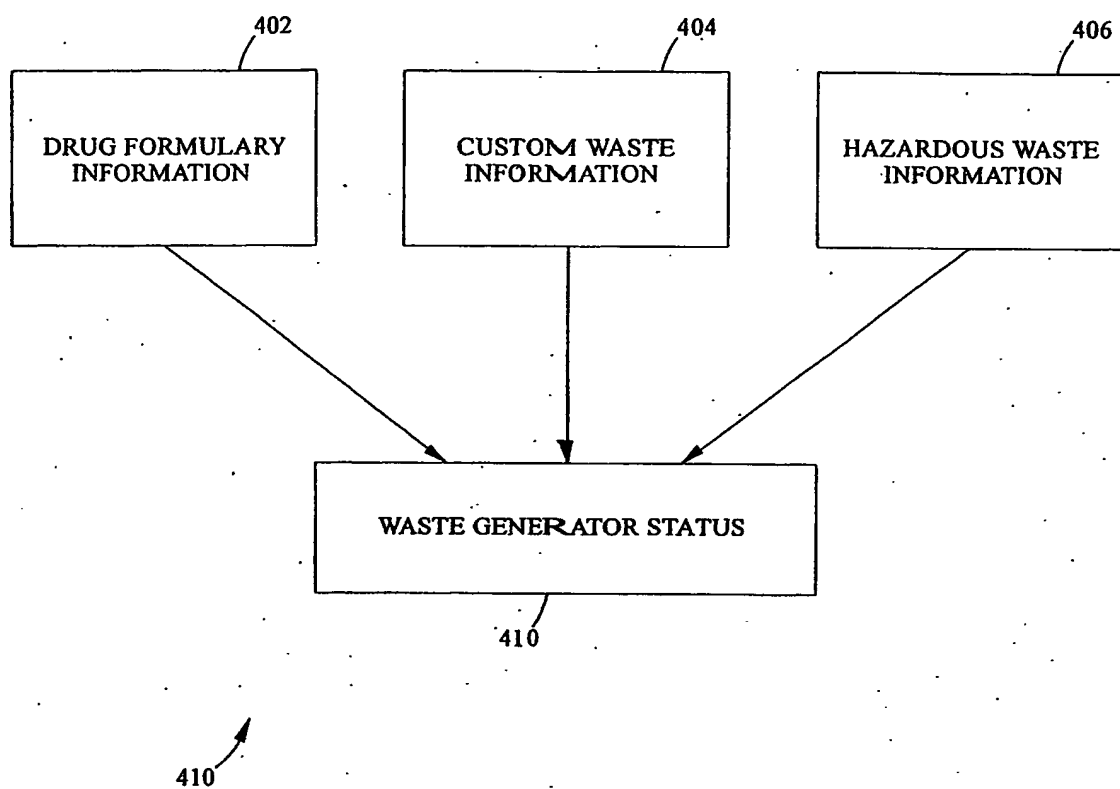 402
404
406
DRUG FORMULARY
INFORMATION
CUSTOM WASTE
INFORMATION
HAZARDOUS WASTE
INFORMATION
WASTE GENERATOR STATUS
410
410